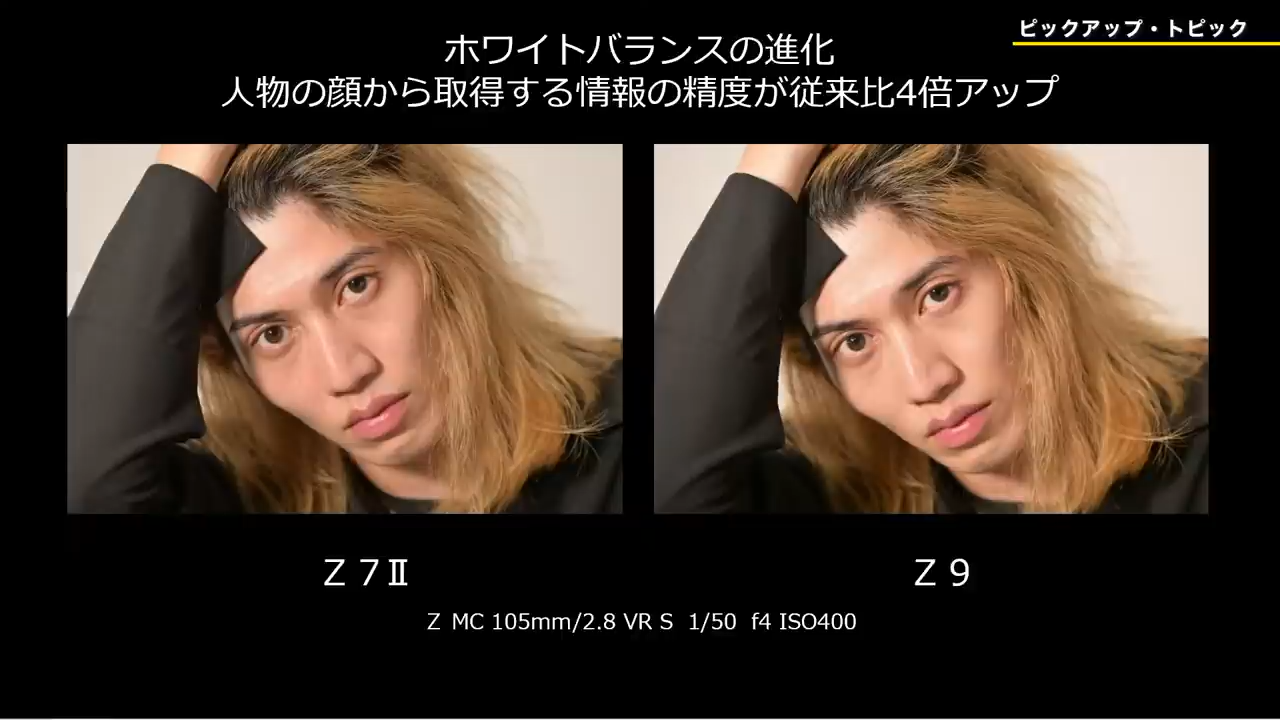 ピックアップ・トピック
ホワイトバランスの進化
人物の顔から取得する情報の精度が従来比4倍アップ
Z 7Ⅱ
Z 9
Z MC 105mm/2.8 VR S 1/50 f4 ISO400